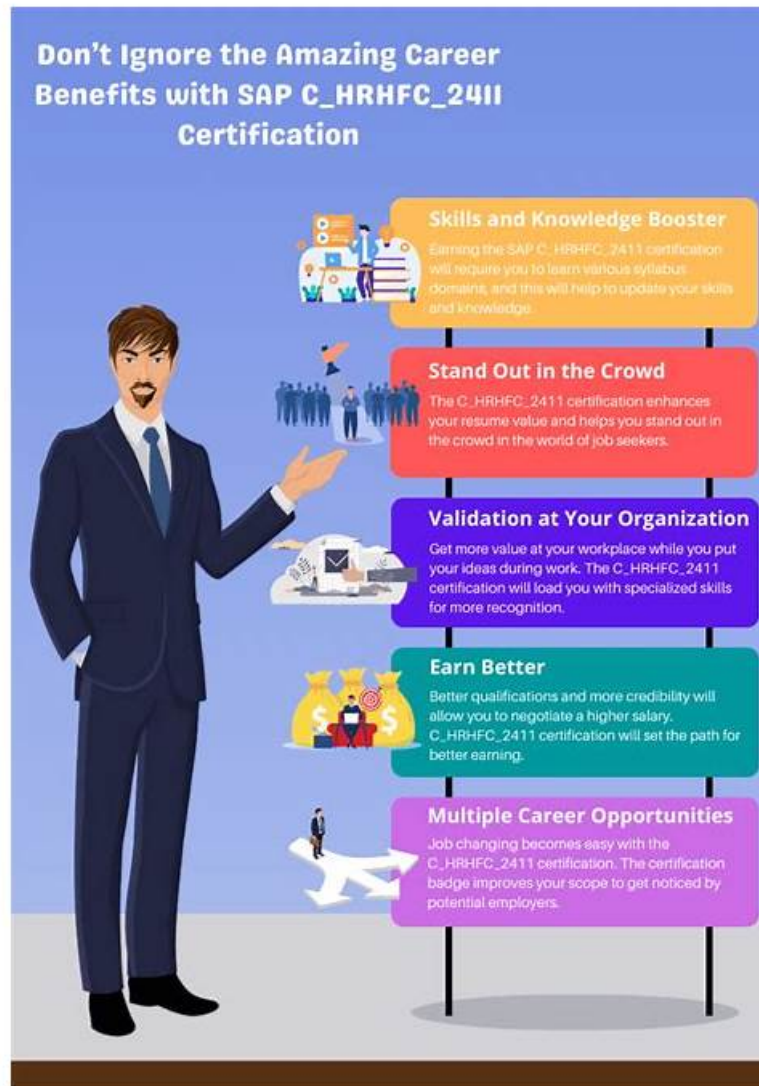 Don't Ignore the Amazing Career
Benefits with SAP C_HRHFC_2411
Certification
Skills and Knowledge Booster
Earning the SAP C_HRHFC_2411 certification
will require you to learn various syllabus
domains, and this will help to update your skills
and knowledge.
Stand Out in the Crowd
The C_HRHFC_2411 certification enhances
your resume value and helps you stand out in
the crowd in the world of job seekers.
Validation at Your Organization
Get more value at your workplace while you put
your ideas during work. The C_HRHFC_2411
certification will load you with specialized skills
for more recognition.
Earn Better
Better qualifications and more credibility will
allow you to negotiate a higher salary.
C_HRHFC_2411 certification will set the path for
better earning.
Multiple Career Opportunities
Job changing becomes easy with the
C_HRHFC_2411 certification. The certification
badge improves your scope to get noticed by
potential employers.